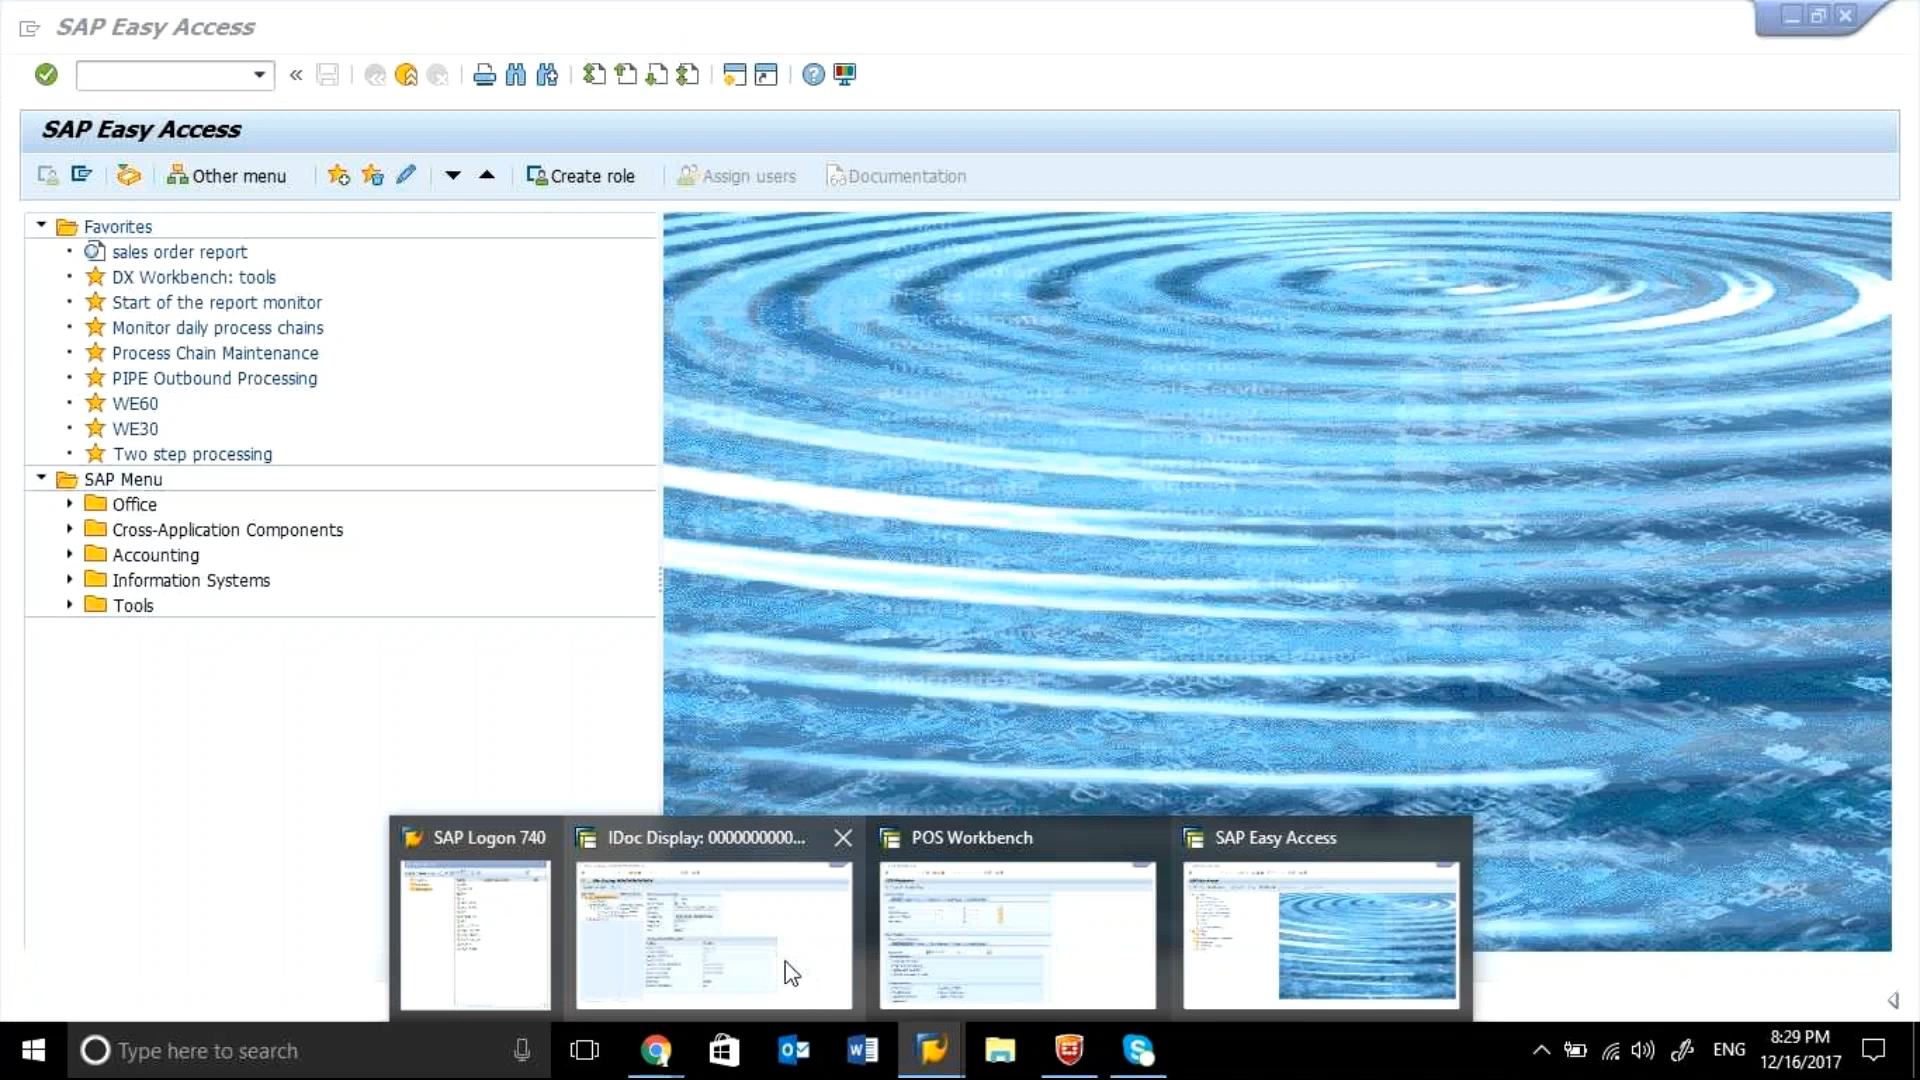 SAP Easy Access
SAP Easy Access
Other menu
Create role
Assign users
Documentation
Favorites
sales order report
DX Workbench: tools
Start of the report monitor
Monitor daily process chains
Process Chain Maintenance
PIPE Outbound Processing
WE60
WE30
Two step processing
SAP Menu
Office
Cross-Application Components
Accounting
Information Systems
Tools
SAP Logon 740
IDoc Display: 0000000000...
POS Workbench
SAP Easy Access
Type here to search
ENG
8:29 PM
12/16/2017